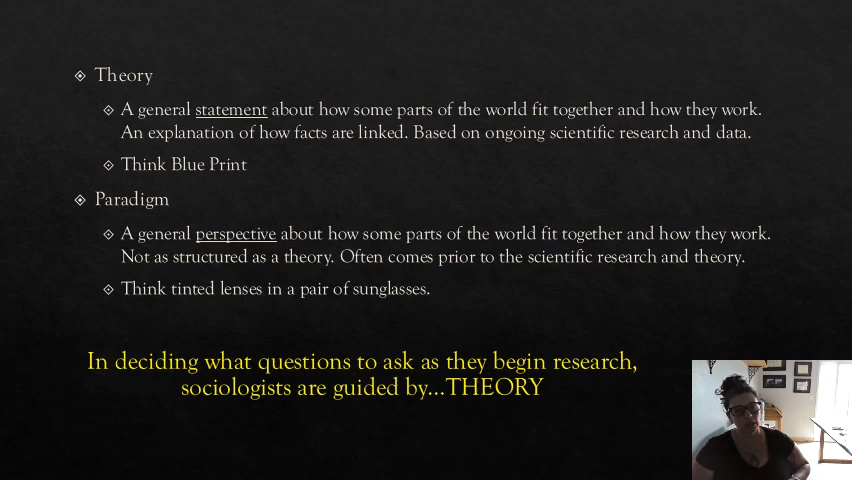 Theory
A general statement about how some parts of the world fit together and how they work.
An explanation of how facts are linked. Based on ongoing scientific research and data.
Think Blue Print
Paradigm
A general perspective about how some parts of the world fit together and how they work.
Not as structured as a theory. Often comes prior to the scientific research and theory.
Think tinted lenses in a pair of sunglasses.
In deciding what questions to ask as they begin research,
sociologists are guided by...THEORY